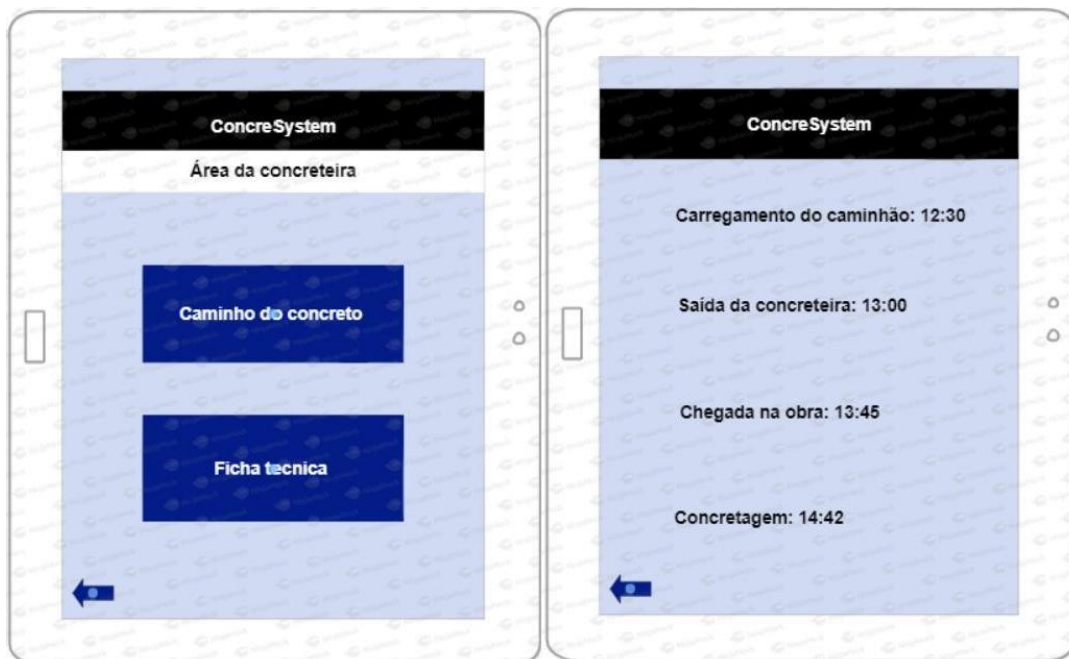 ConcreSystem
Área da concreteira
Caminho do concreto
Ficha tecnica
ConcreSystem
Carregamento do caminhão: 12:30
Saída da concreteira: 13:00
Chegada na obra: 13:45
Concretagem: 14:42